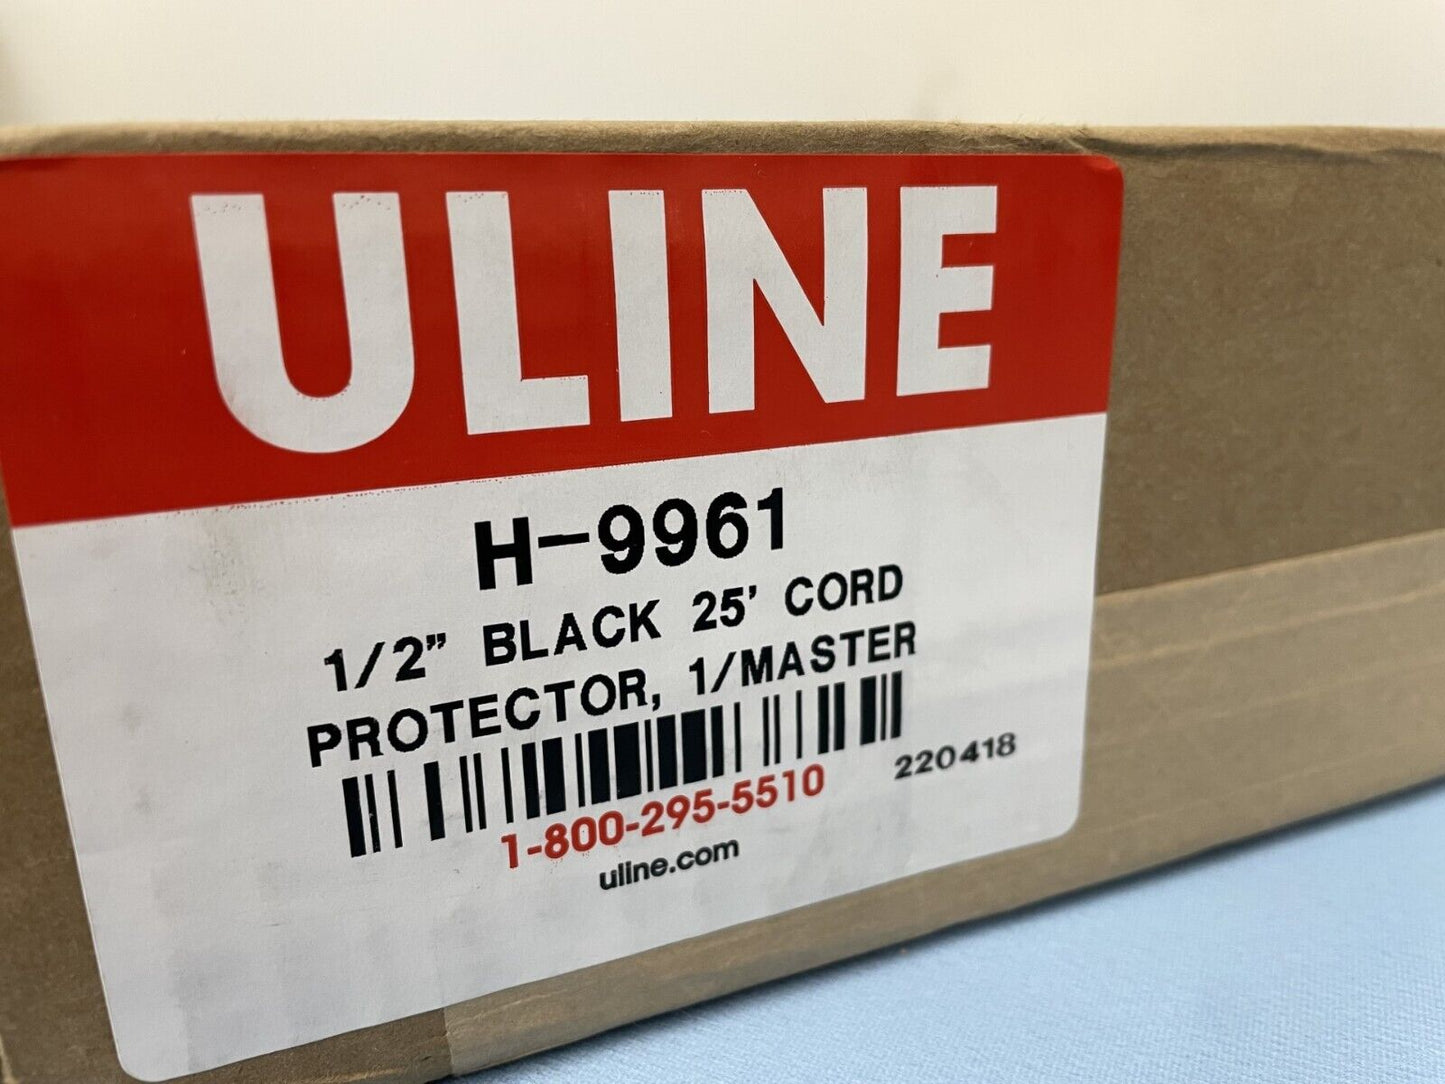 ULINE
H-9961
1/2” BLACK 25’ CORD
PROTECTOR, 1/MASTER
220418
1-800-295-5510
uline.com